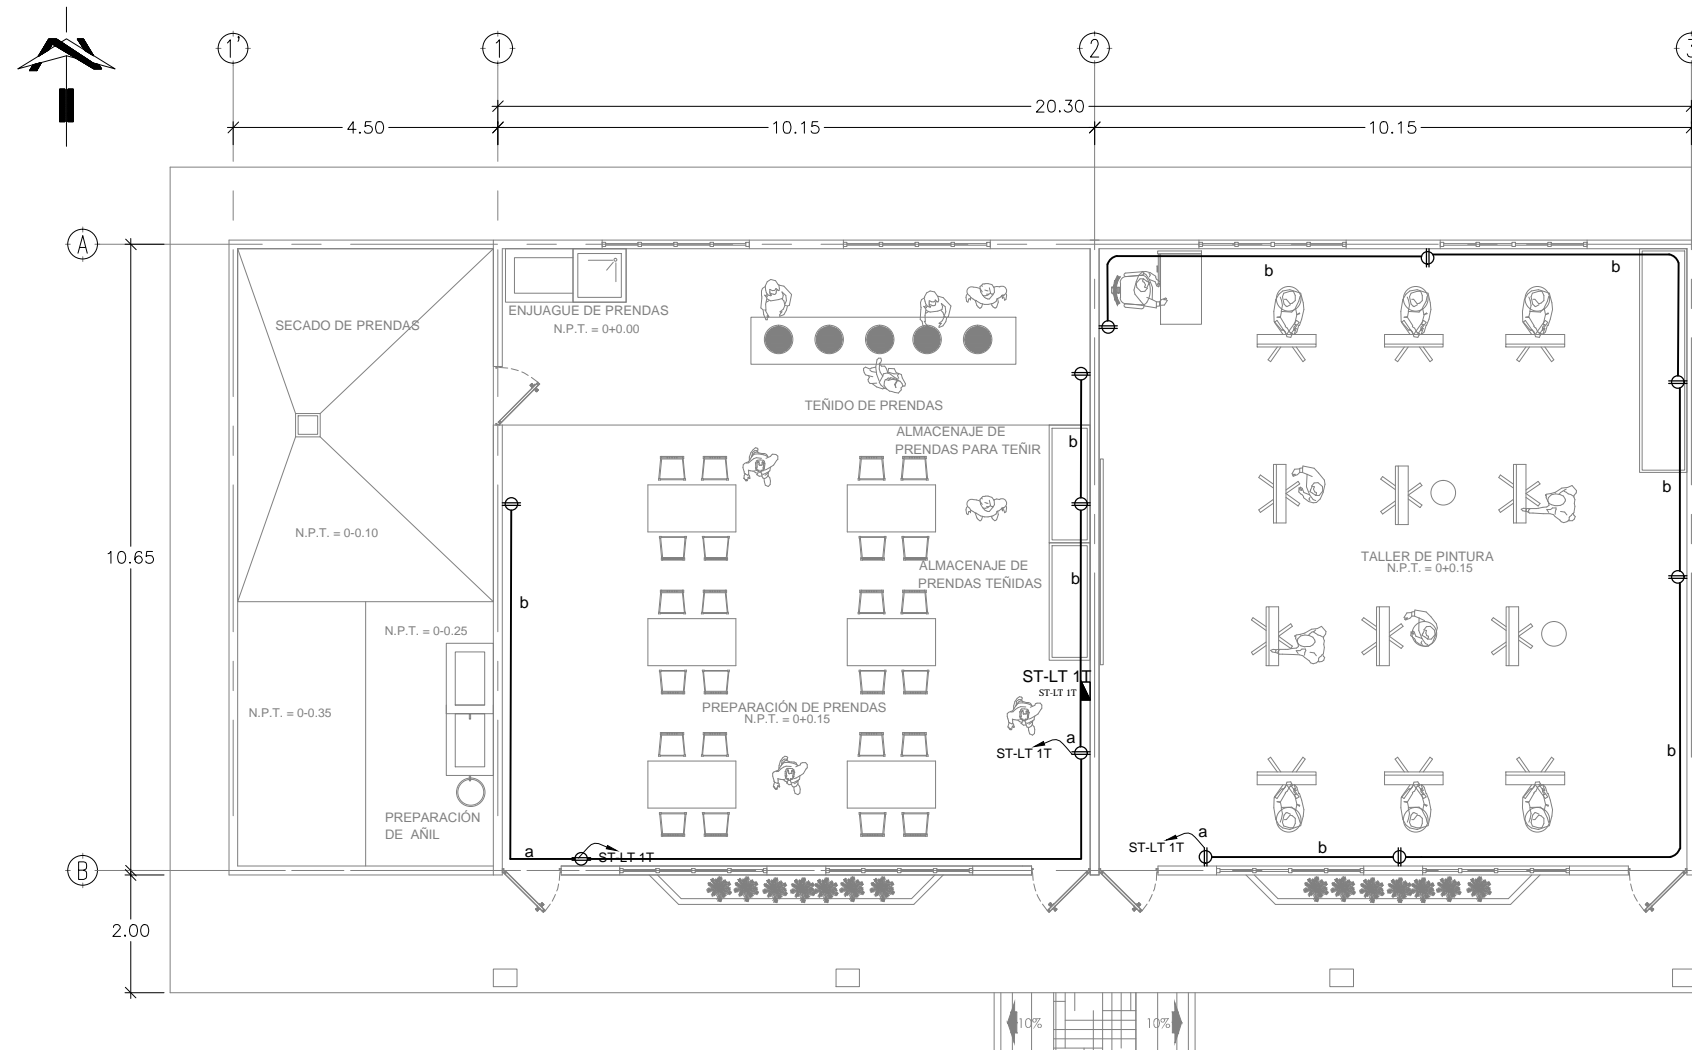 1' 1 2 3
20.30
4.50 10.15 10.15
A
b b
ENJUAGUE DE PRENDAS
N.P.T. = 0+0.00
SECADO DE PRENDAS
TEÑIDO DE PRENDAS
ALMACENAJE DE
PRENDAS PARA TEÑIR
b
b
N.P.T. = 0-0.10
10.65
TALLER DE PINTURA
N.P.T. = 0+0.15
ALMACENAJE DE
PRENDAS TEÑIDAS
b
b
N.P.T. = 0-0.25
ST-LT 1T
ST-LT 1T
PREPARACIÓN DE PRENDAS
N.P.T. = 0+0.15
N.P.T. = 0-0.35
a
ST-LT 1T
b
PREPARACIÓN
DE AÑIL
a
ST-LT 1T
b
a
ST-LT 1T
B
2.00
10% 10%